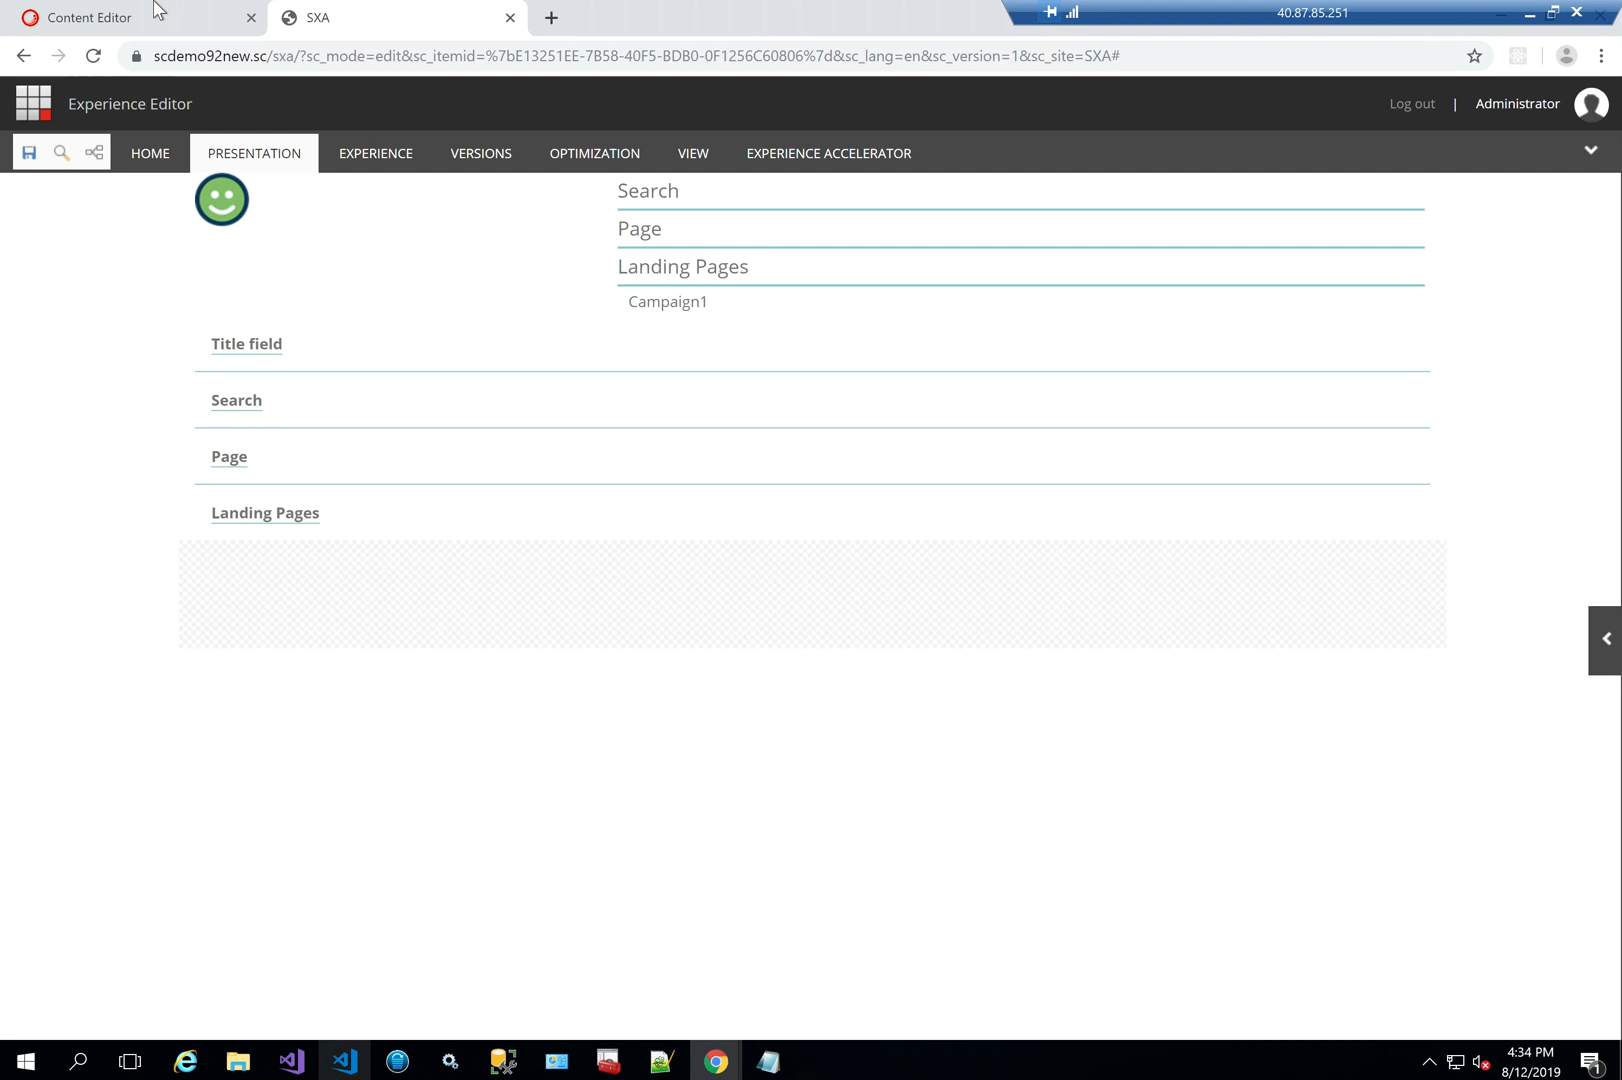 Content Editor
SXA
40.87.85.251
scdemo92new.sc/sxa/?sc_mode=edit&sc_itemid=%7bE13251EE-7B58-40F5-BDB0-0F1256C60806%7d&sc_lang=en&sc_version=1&sc_site=SXA#
Experience Editor
Log out | Administrator
HOME PRESENTATION EXPERIENCE VERSIONS OPTIMIZATION VIEW EXPERIENCE ACCELERATOR
Search
Page
Landing Pages
Campaign1
Title field
Search
Page
Landing Pages
4:34 PM
8/12/2019
1